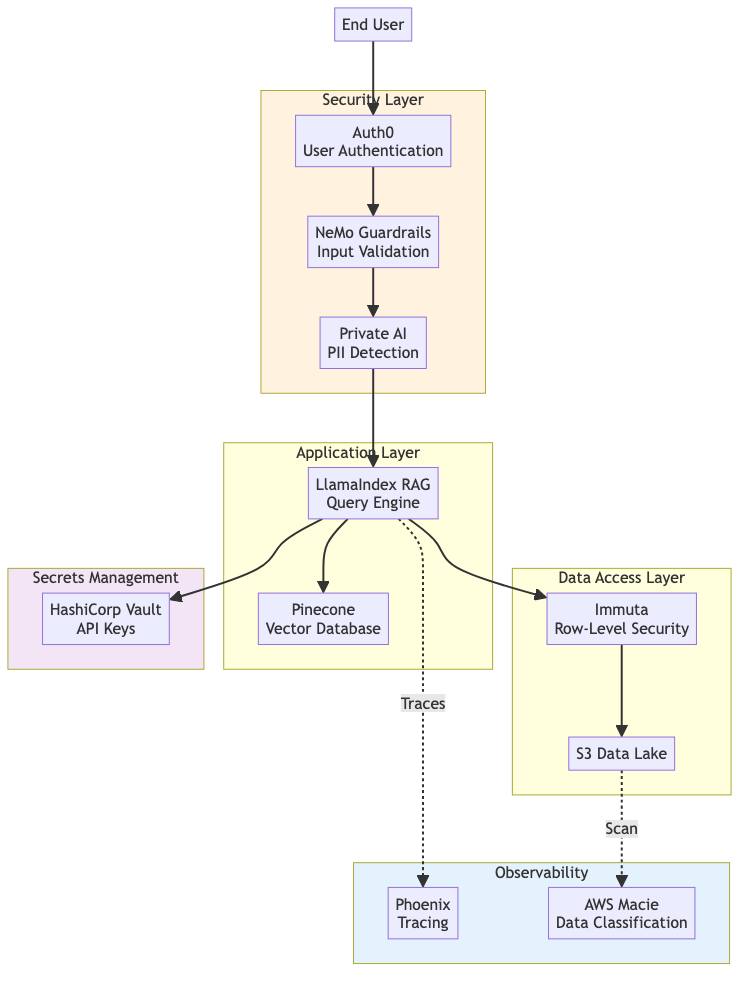 End User
Security Layer
Auth0
User Authentication
NeMo Guardrails
Input Validation
Private AI
PII Detection
Application Layer
LlamaIndex RAG
Query Engine
Secrets Management
HashiCorp Vault
API Keys
Pinecone
Vector Database
Data Access Layer
Immuta
Row-Level Security
Traces
S3 Data Lake
Scan
Observability
Phoenix
Tracing
AWS Macie
Data Classification